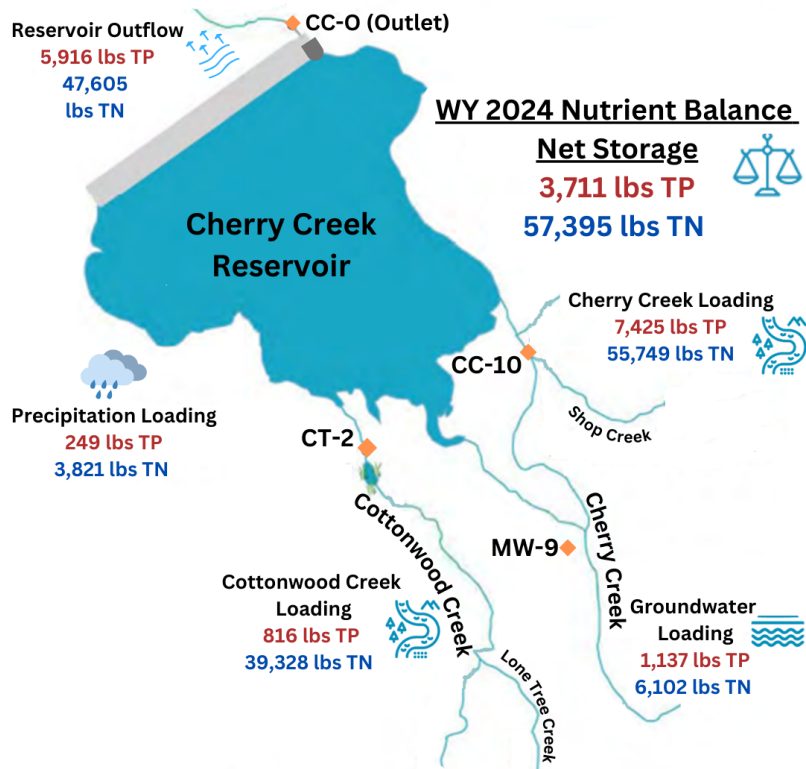 CC-O (Outlet)
Reservoir Outflow
5,916 lbs TP
47,605
lbs TN
WY 2024 Nutrient Balance
Net Storage
3,711 lbs TP
57,395 lbs TN
Cherry Creek
Reservoir
Cherry Creek Loading
7,425 lbs TP
55,749 lbs TN
CC-10
Shop Creek
Precipitation Loading
249 lbs TP
3,821 lbs TN
CT-2
Cottonwood Creek
MW-9
Cherry Creek
Cottonwood Creek
Loading
816 lbs TP
39,328 lbs TN
Groundwater
Loading
1,137 lbs TP
6,102 lbs TN
Lone Tree Creek